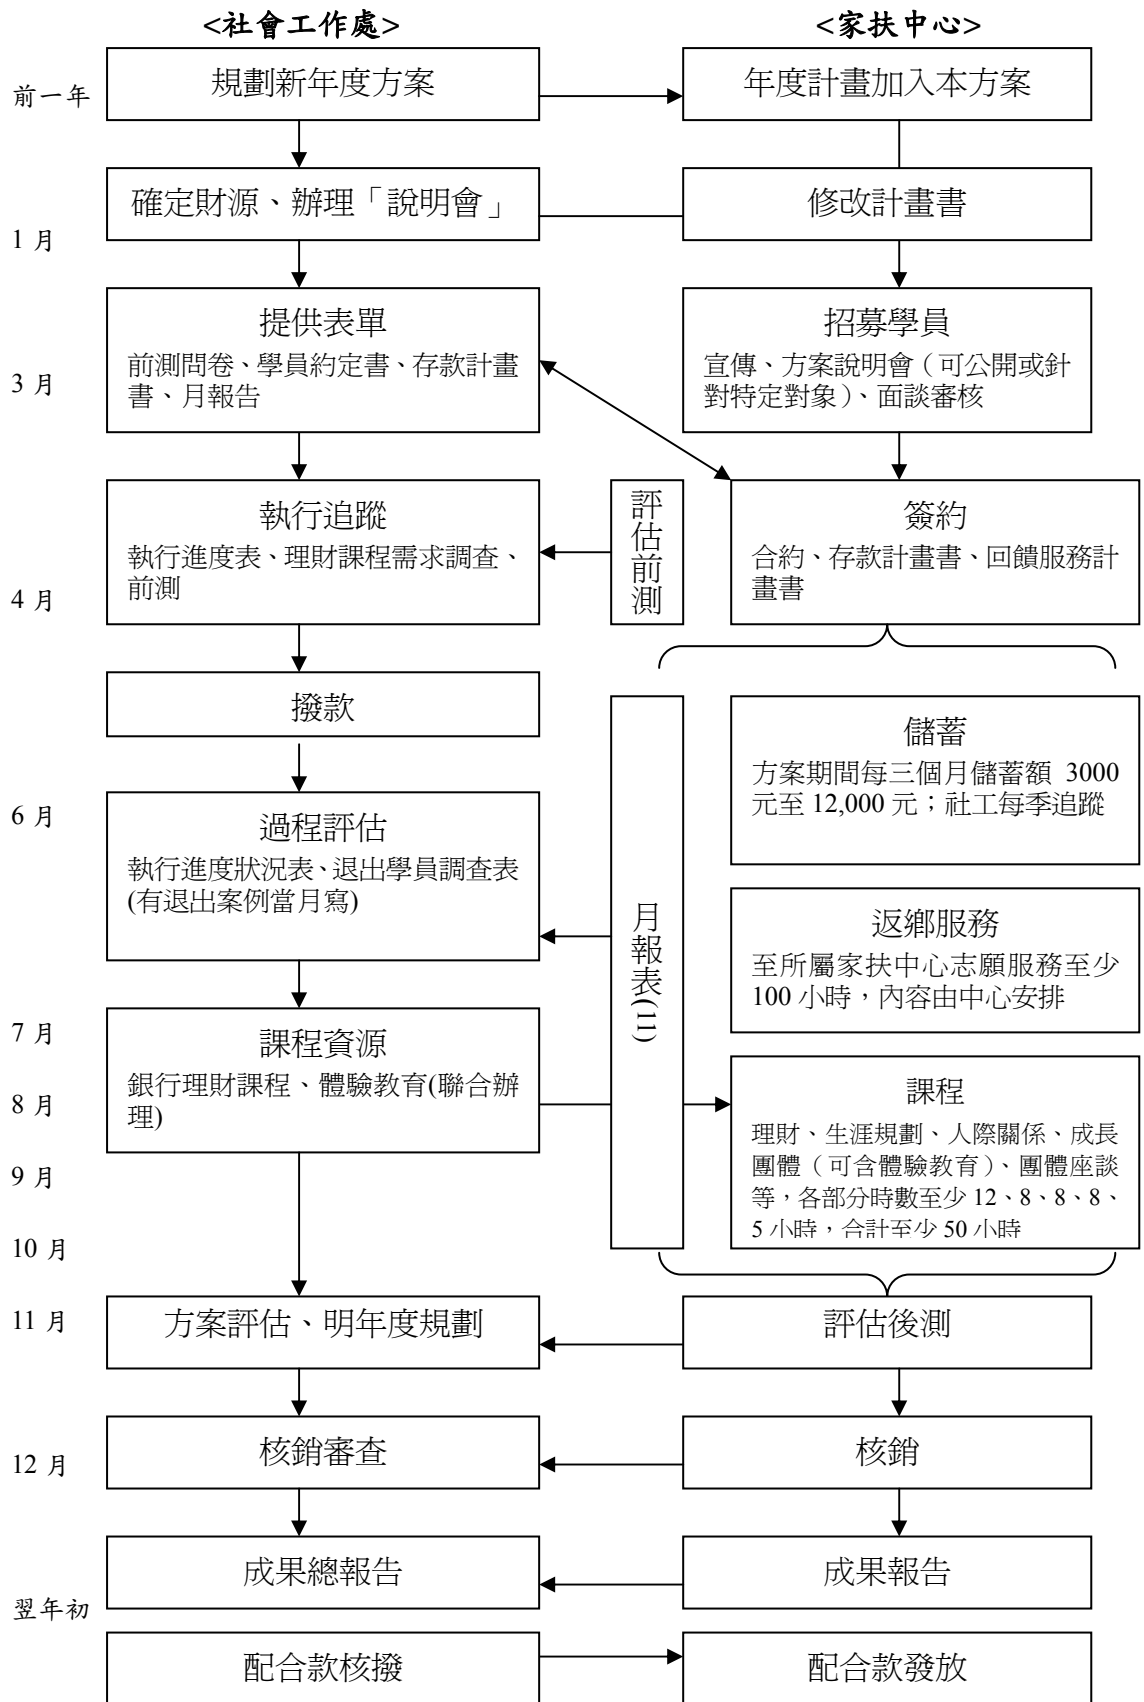 <社會工作處>
<家扶中心>
前一年
規劃新年度方案
年度計畫加入本方案
1 月
確定財源、辦理「說明會」
修改計畫書
3 月
提供表單
前測問卷、學員約定書、存款計畫
書、月報告
招募學員
宣傳、方案說明會（可公開或針
對特定對象）、面談審核
4 月
執行追蹤
執行進度表、理財課程需求調查、
前測
評估前測
簽約
合約、存款計畫書、回饋服務計
畫書
撥款
6 月
過程評估
執行進度狀況表、退出學員調查表
(有退出案例當月寫)
月報表(11)
儲蓄
方案期間每三個月儲蓄額 3000
元至 12,000 元；社工每季追蹤
返鄉服務
至所屬家扶中心志願服務至少
100 小時，內容由中心安排
7 月
8 月
課程資源
銀行理財課程、體驗教育(聯合辦
理)
課程
理財、生涯規劃、人際關係、成長
團體（可含體驗教育）、團體座談
等，各部分時數至少 12、8、8、8、
5 小時，合計至少 50 小時
9 月
10 月
11 月
方案評估、明年度規劃
評估後測
12 月
核銷審查
核銷
翌年初
成果總報告
成果報告
配合款核撥
配合款發放